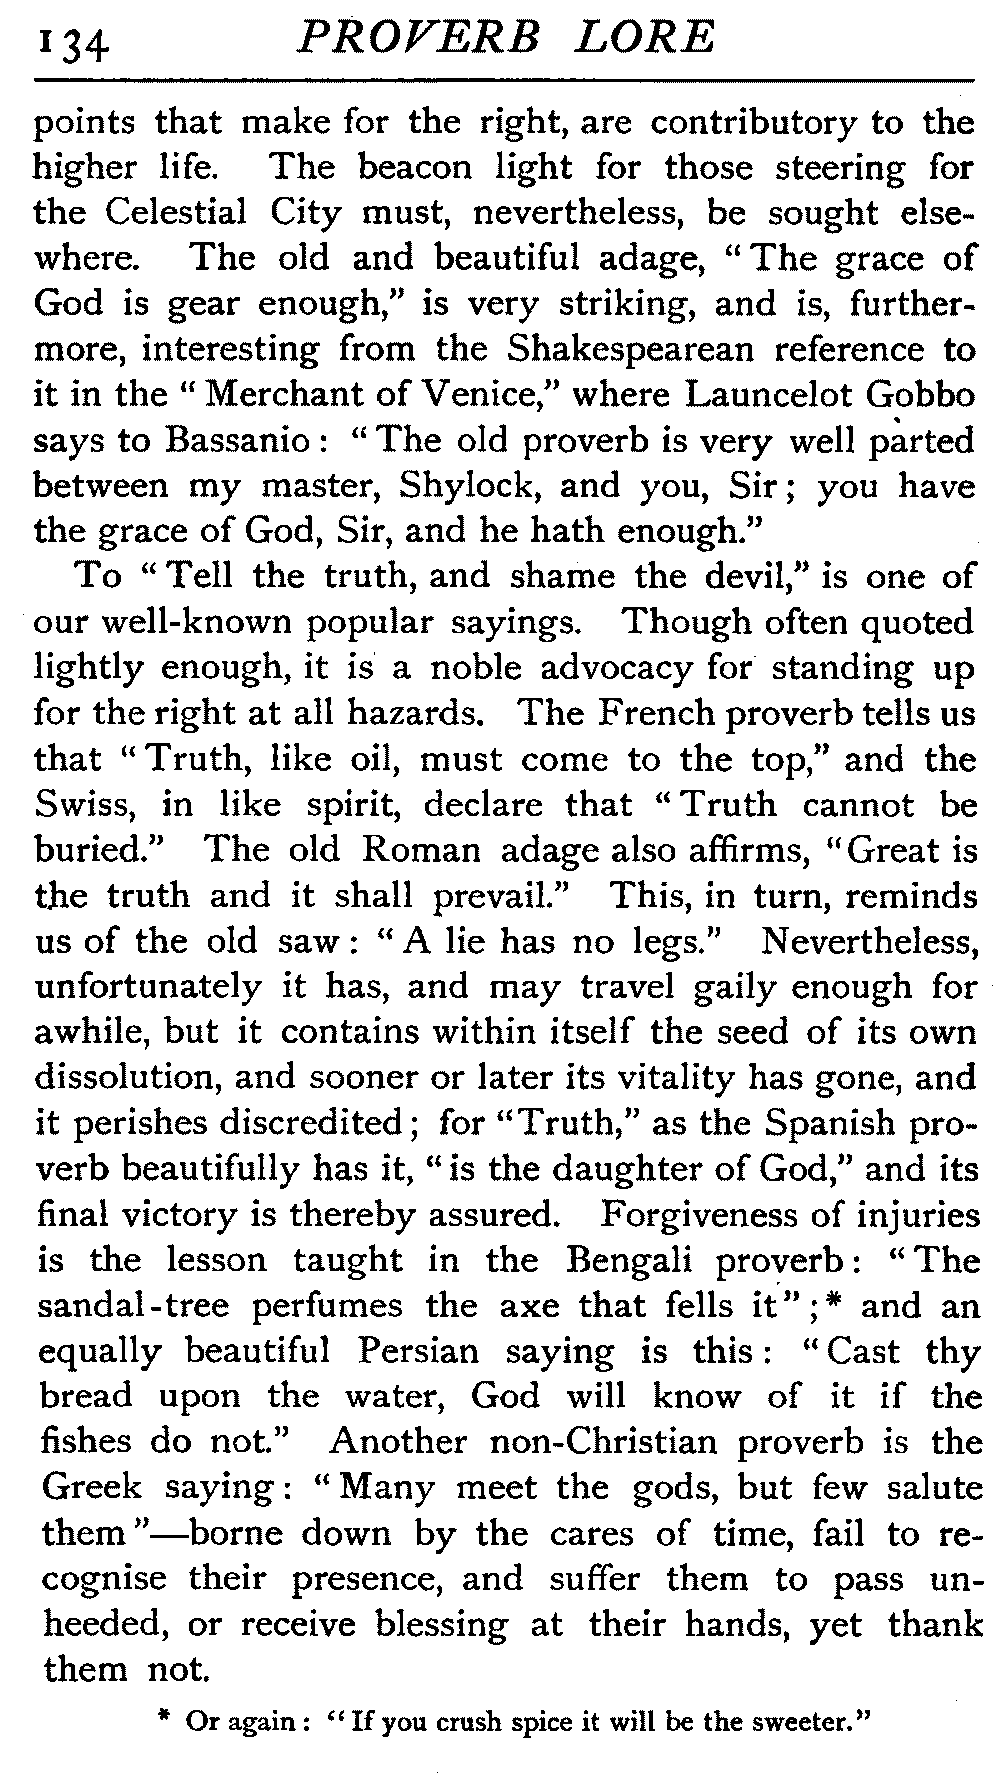 134 PROVERB LORE
points that make for the right, are contributory to the
higher life. The beacon light for those steering for
the Celestial City must, nevertheless, be sought else-
where. The old and beautiful adage, "The grace of
God is gear enough," is very striking, and is, further-
more, interesting from the Shakespearean reference to
it in the "Merchant of Venice," where Launcelot Gobbo
says to Bassanio: "The old proverb is very well parted
between my master, Shylock, and you, Sir; you have
the grace of God, Sir, and he hath enough."
To "Tell the truth, and shame the devil," is one of
our well-known popular sayings. Though often quoted
lightly enough, it is a noble advocacy for standing up
for the right at all hazards. The French proverb tells us
that "Truth, like oil, must come to the top," and the
Swiss, in like spirit, declare that "Truth cannot be
buried." The old Roman adage also affirms, "Great is
the truth and it shall prevail." This, in turn, reminds
us of the old saw: "A lie has no legs." Nevertheless,
unfortunately it has, and may travel gaily enough for
awhile, but it contains within itself the seed of its own
dissolution, and sooner or later its vitality has gone, and
it perishes discredited; for "Truth," as the Spanish pro-
verb beautifully has it, "is the daughter of God," and its
final victory is thereby assured. Forgiveness of injuries
is the lesson taught in the Bengali proverb: "The
sandal-tree perfumes the axe that fells it";* and an
equally beautiful Persian saying is this: "Cast thy
bread upon the water, God will know of it if the
fishes do not." Another non-Christian proverb is the
Greek saying: "Many meet the gods, but few salute
them"—borne down by the cares of time, fail to re-
cognise their presence, and suffer them to pass un-
heeded, or receive blessing at their hands, yet thank
them not.
* Or again: "If you crush spice it will be the sweeter."